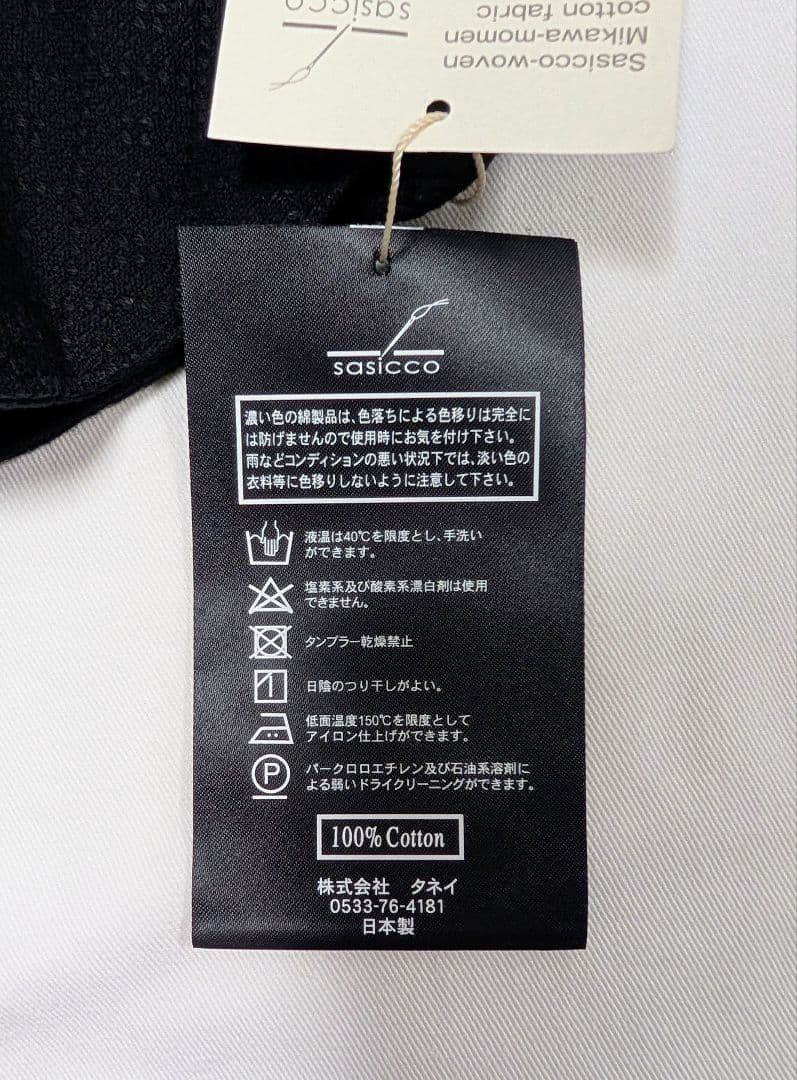 Sasicco-woven
Mikawa-momen
cotton fabric
sasicco
sasicco
濃い色の綿製品は、色落ちによる色移りは完全に
は防げませんので使用時にお気を付け下さい。
雨などコンディションの悪い状況下では、淡い色の
衣料等に色移りしないように注意して下さい。
液温は40℃を限度とし、手洗い
ができます。
塩素系及び酸素系漂白剤は使用
できません。
タンブラー乾燥禁止
日陰のつり干しがよい。
低面温度150℃を限度として
アイロン仕上げができます。
P
パークロロエチレン及び石油系溶剤に
よる弱いドライクリーニングができます。
100% Cotton
株式会社 タネイ
0533-76-4181
日本製